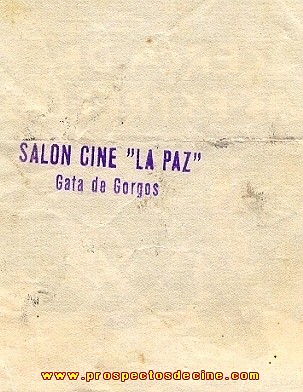 SALON CINE "LA PAZ"
Gata de Gorgos
www.prospectosdecine.com